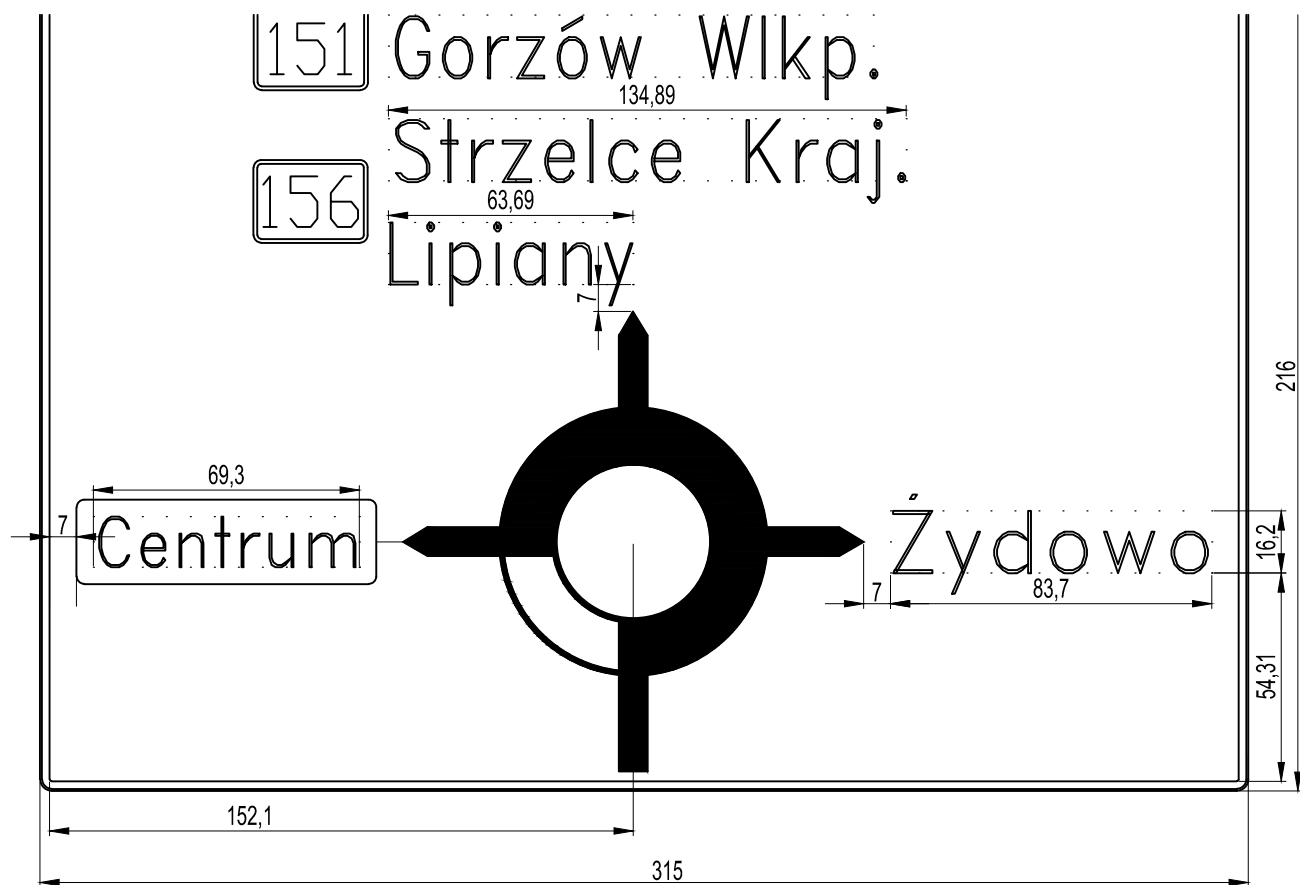 151 Gorzów Wlkp.
134,89
Strzelce Kraj.
156
63,69
Lipiany
7
216
69,3
7
Centrum
Żydowo
16,2
7
83,7
54,31
152,1
315